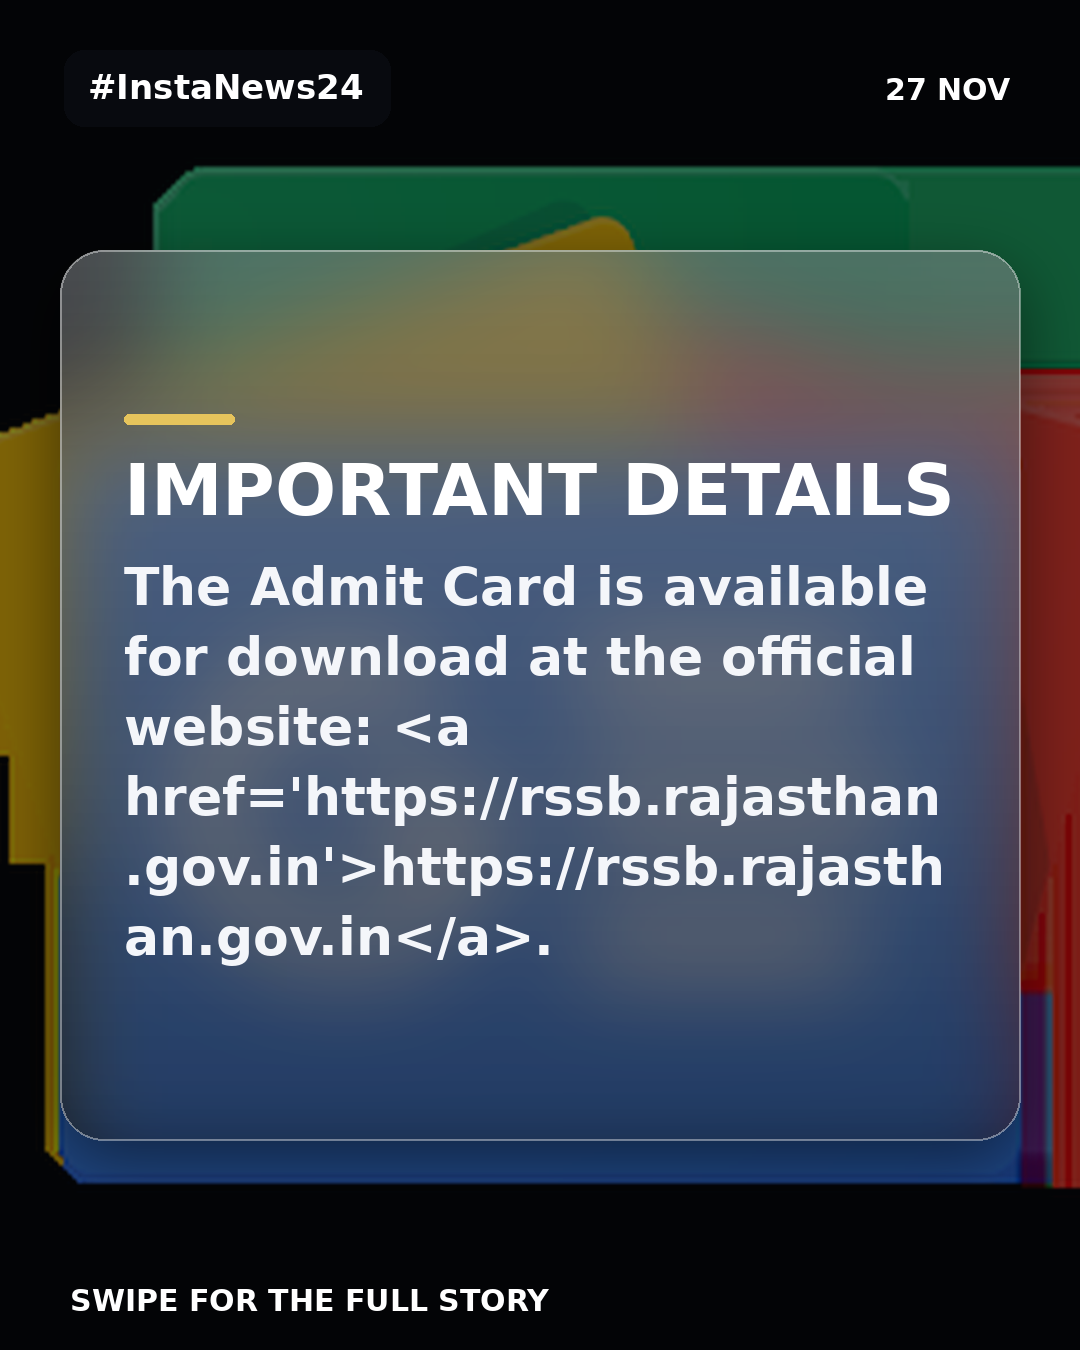 #InstaNews24
27 NOV
IMPORTANT DETAILS
The Admit Card is available
for download at the official
website: <a
href='https://rssb.rajasthan
.gov.in'>https://rssb.rajasth
an.gov.in</a>.
SWIPE FOR THE FULL STORY